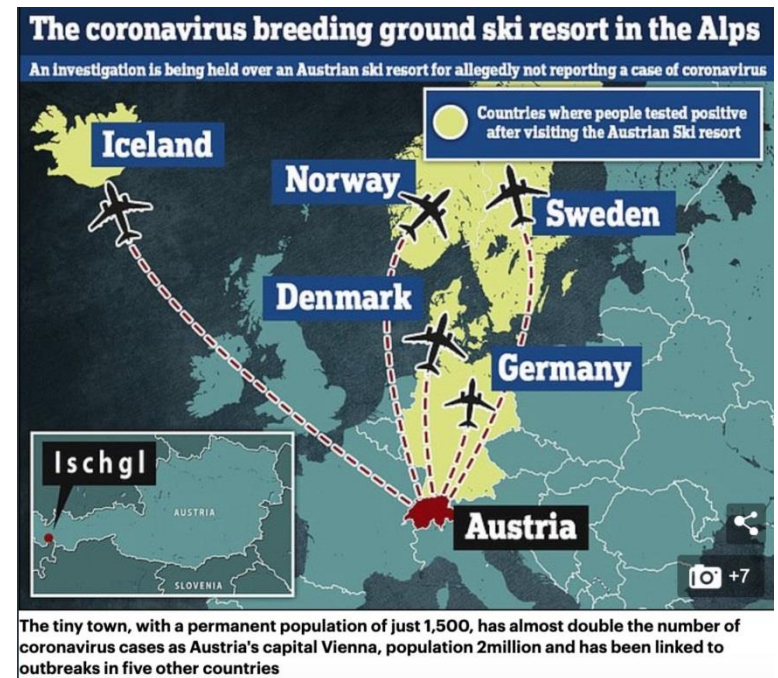 The coronavirus breeding ground ski resort in the Alps
An investigation is being held over an Austrian ski resort for allegedly not reporting a case of coronavirus
Countries where people tested positive
after visiting the Austrian Ski resort
Iceland
Norway
Sweden
Denmark
Germany
Ischgl
AUSTRIA
SLOVENIA
Austria
+7
The tiny town, with a permanent population of just 1,500, has almost double the number of
coronavirus cases as Austria's capital Vienna, population 2million and has been linked to
outbreaks in five other countries